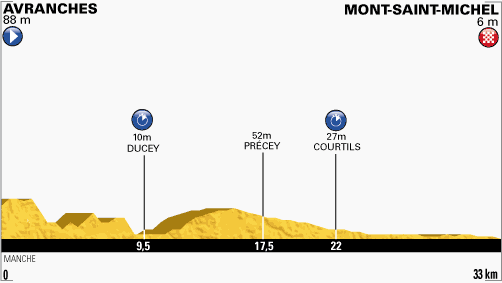 AVRANCHES
88 m
MONT-SAINT-MICHEL
6 m
10m
DUCEY
52m
PRÉCEY
27m
COURTILS
9,5
17,5
22
MANCHE
0
33 km